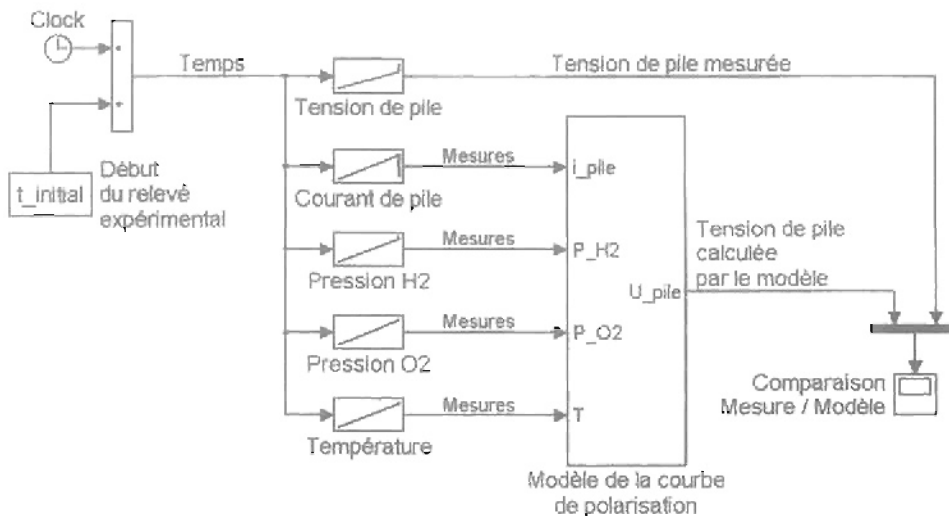 Clock
Temps
Tension de pile mesurée
Tension de pile
t_initial
Début
du relevé
expérimental
Mesures
i_pile
Courant de pile
Mesures
P_H2
Pression H2
Tension de pile
calculée
par le modèle
U_pile
Mesures
P_O2
Pression O2
Mesures
T
Température
Comparaison
Mesure / Modèle
Modèle de la courbe
de polarisation